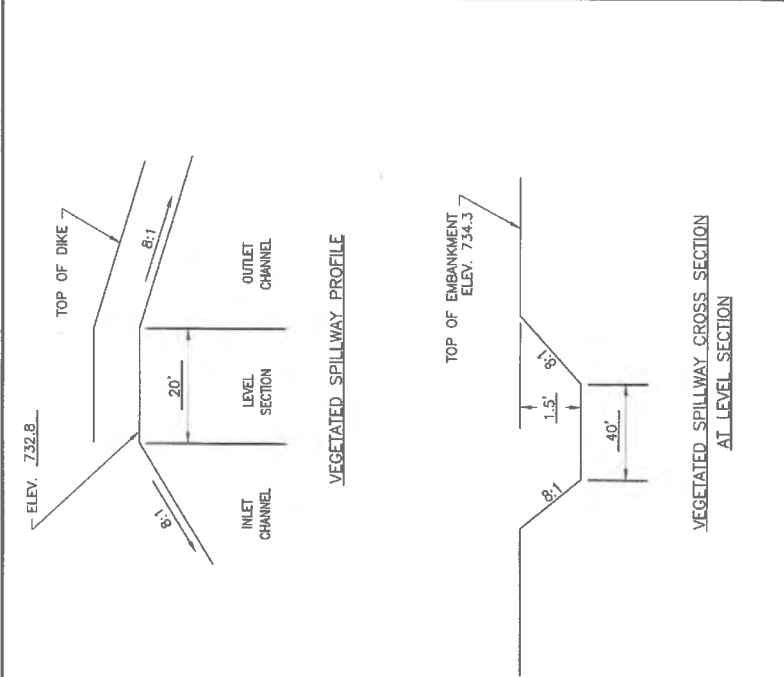 ELEV. 732.8
TOP OF DIKE
8:1
8:1
20'
INLET
CHANNEL
LEVEL
SECTION
OUTLET
CHANNEL
VEGETATED SPILLWAY PROFILE
TOP OF EMBANKMENT
ELEV. 734.3
8:1
8:1
1.5'
40'
VEGETATED SPILLWAY CROSS SECTION
AT LEVEL SECTION